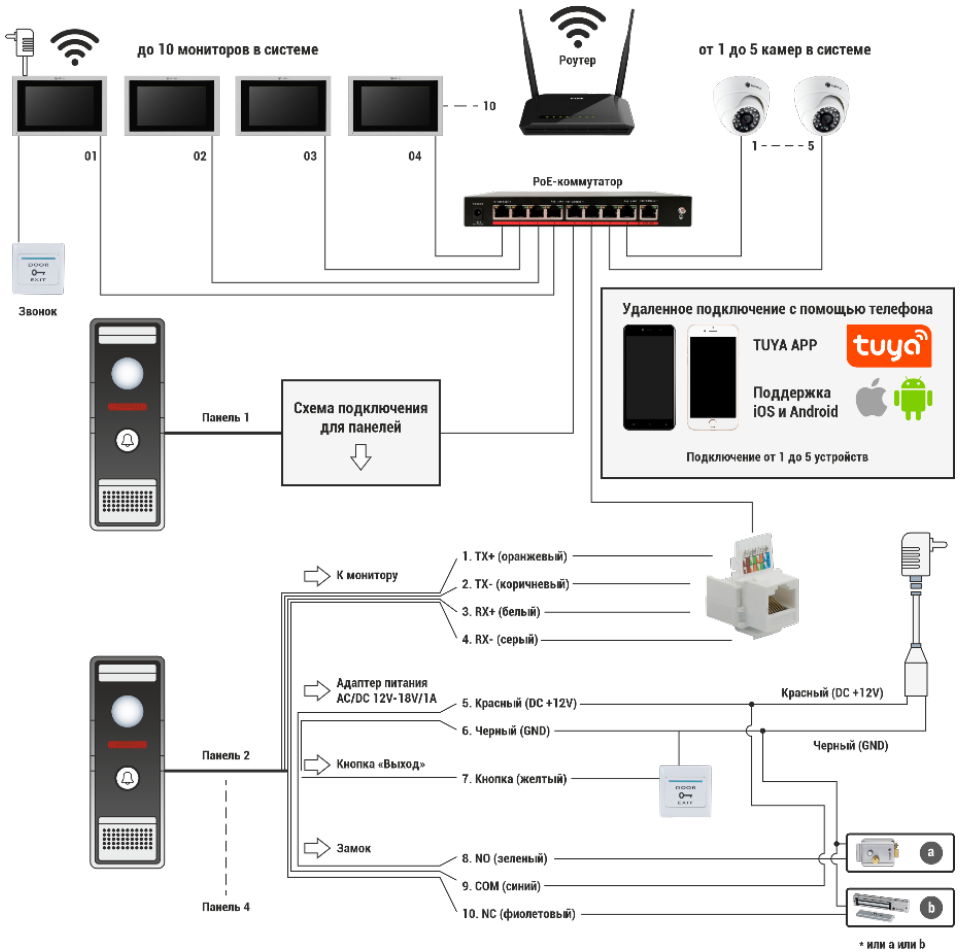 до 10 мониторов в системе
Роутер
от 1 до 5 камер в системе
10
01
02
03
04
1
5
PoE-коммутатор
DOOR
EXIT
Звонок
Удаленное подключение с помощью телефона
TUYA APP
tuya
Поддержка
iOS и Android
Подключение от 1 до 5 устройств
Панель 1
Схема подключения
для панелей
К монитору
1. TX+ (оранжевый)
2. TX- (коричневый)
3. RX+ (белый)
4. RX- (серый)
Адаптер питания
AC/DC 12V-18V/1A
5. Красный (DC +12V)
Красный (DC +12V)
6. Черный (GND)
Черный (GND)
Панель 2
Кнопка «Выход»
7. Кнопка (желтый)
DOOR
EXIT
Замок
8. NO (зеленый)
a
9. COM (синий)
Панель 4
10. NC (фиолетовый)
b
* или a или b